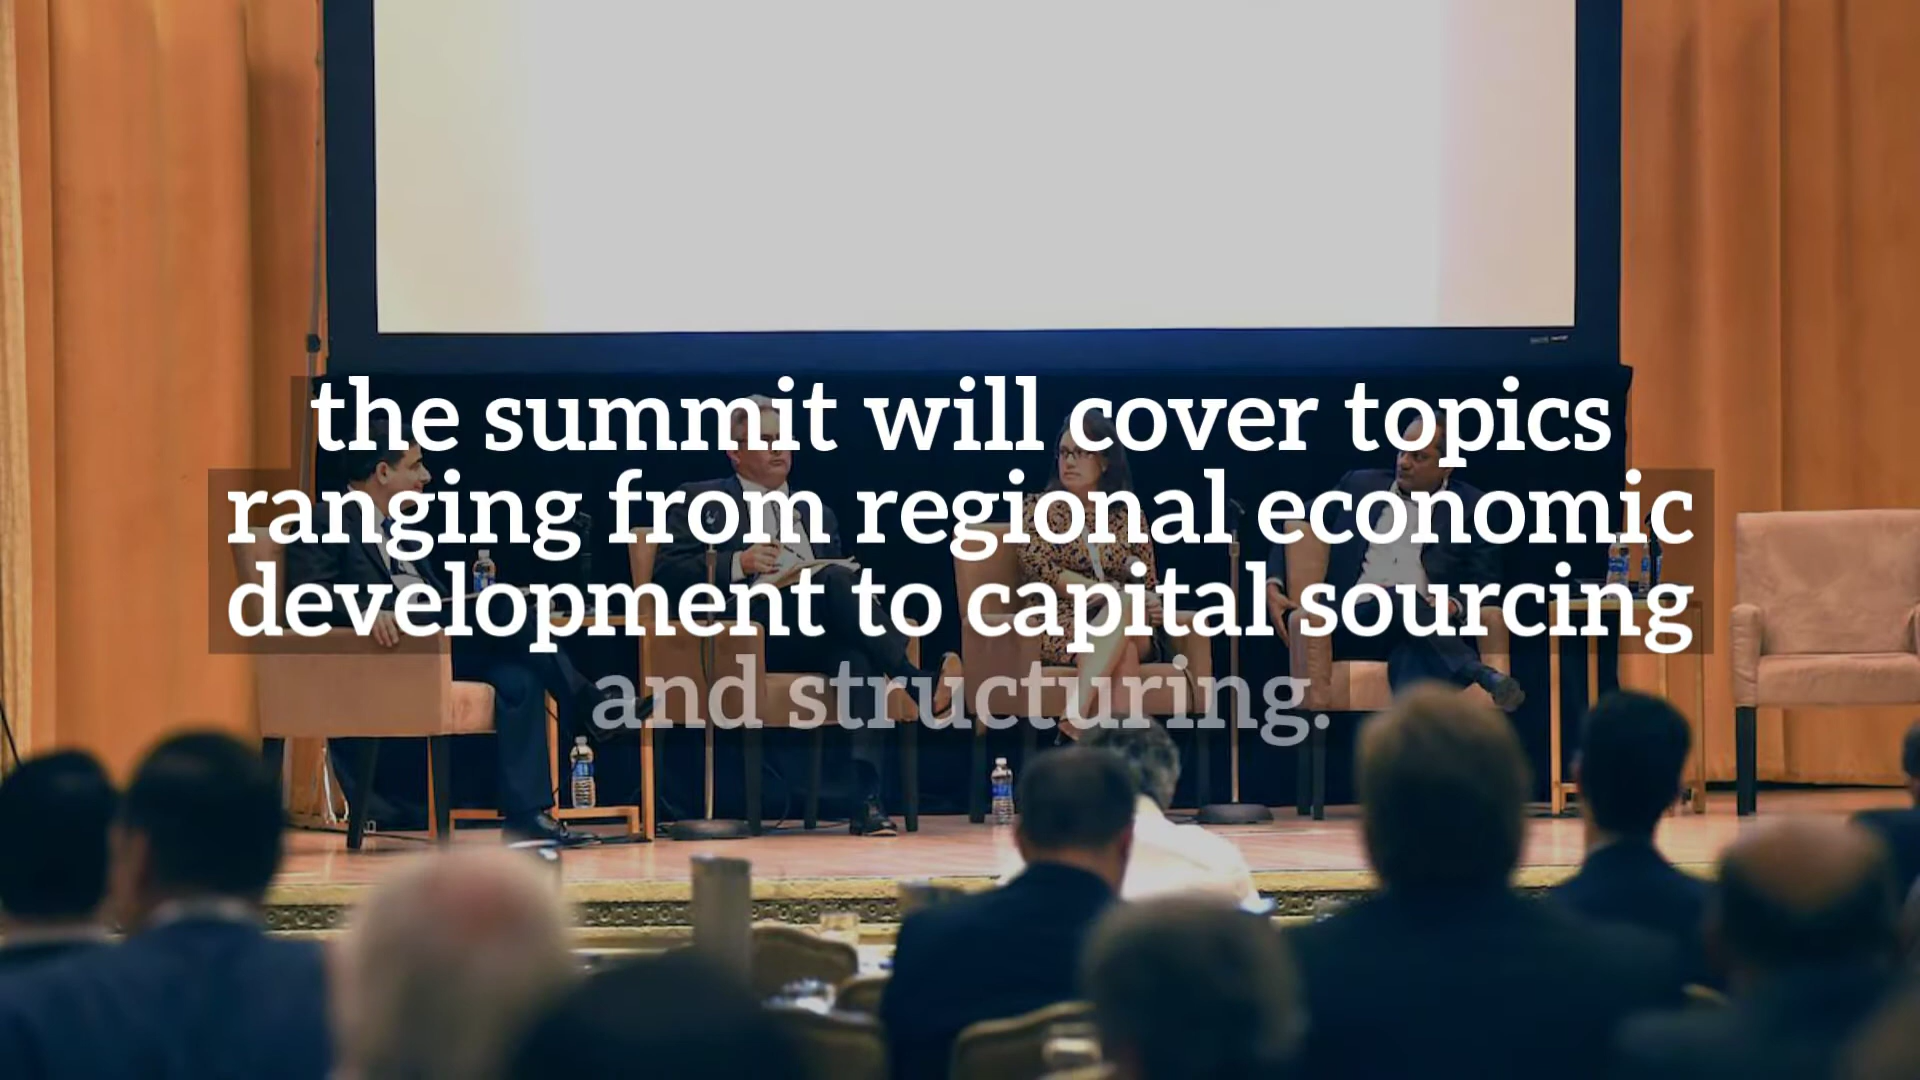 the summit will cover topics
ranging from regional economic
development to capital sourcing
and structuring.